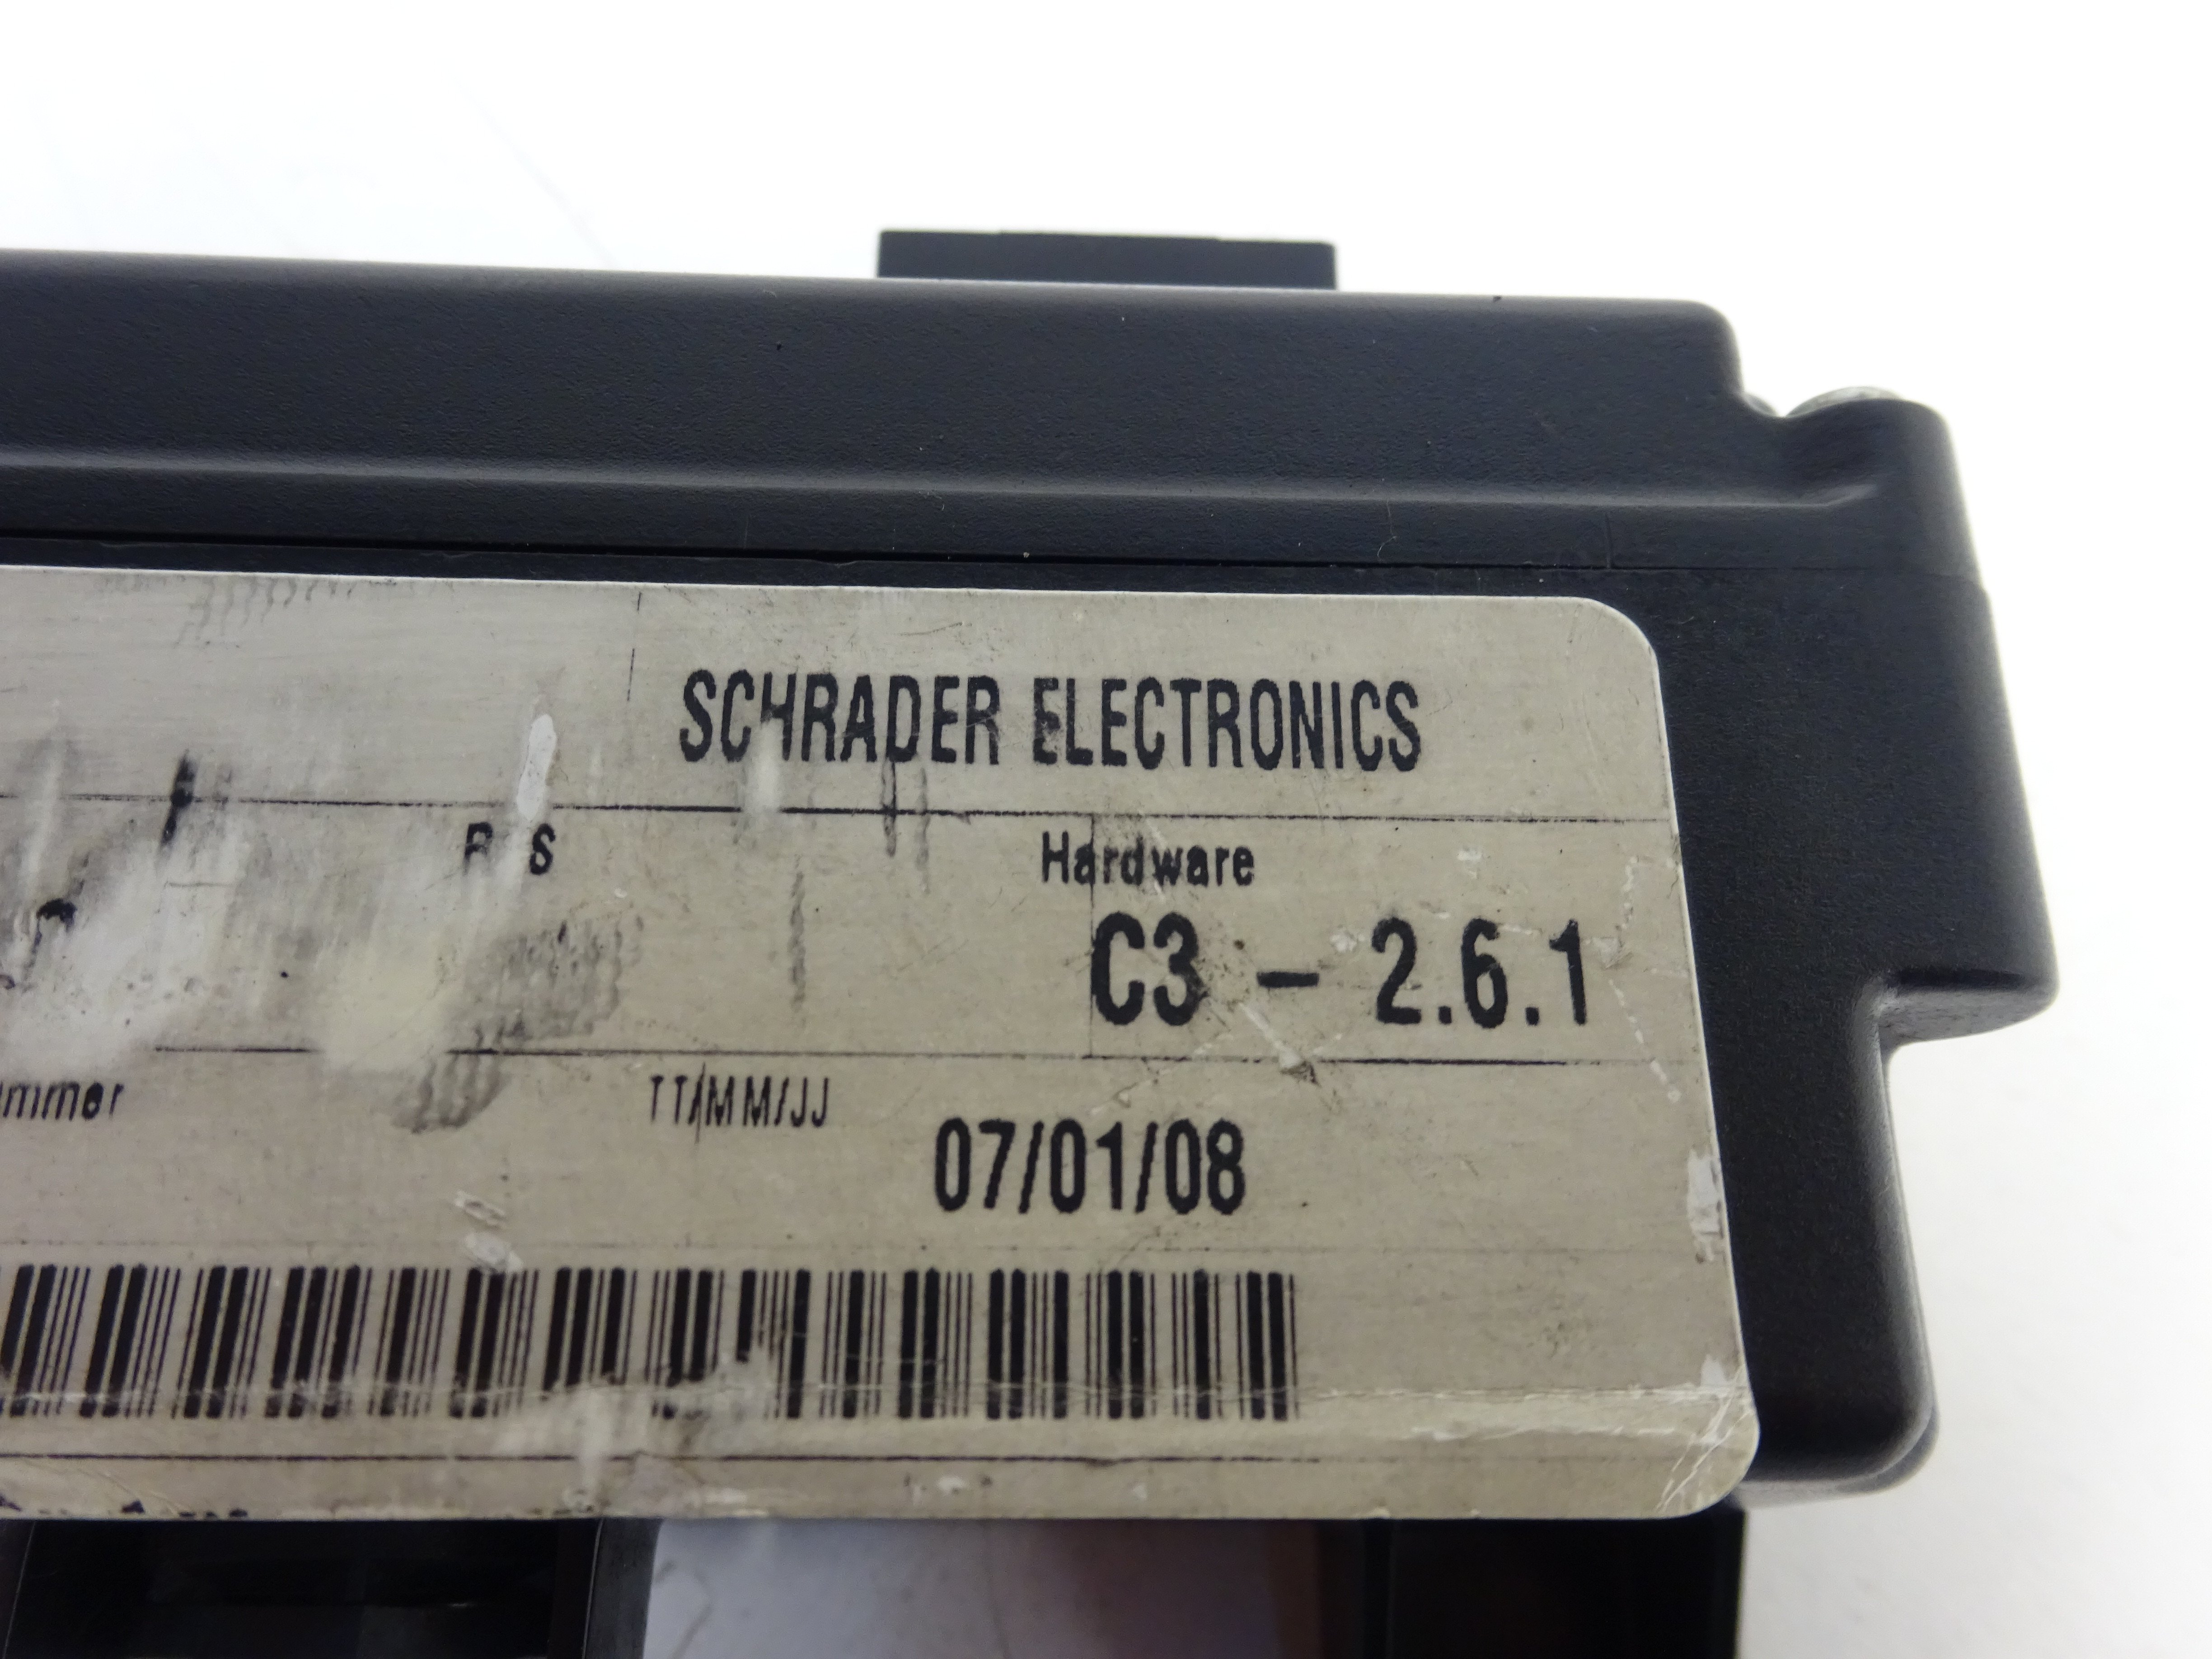 SCHRADER ELECTRONICS
Hardware
C3 - 2.6.1
TT/MM/JJ
07/01/08